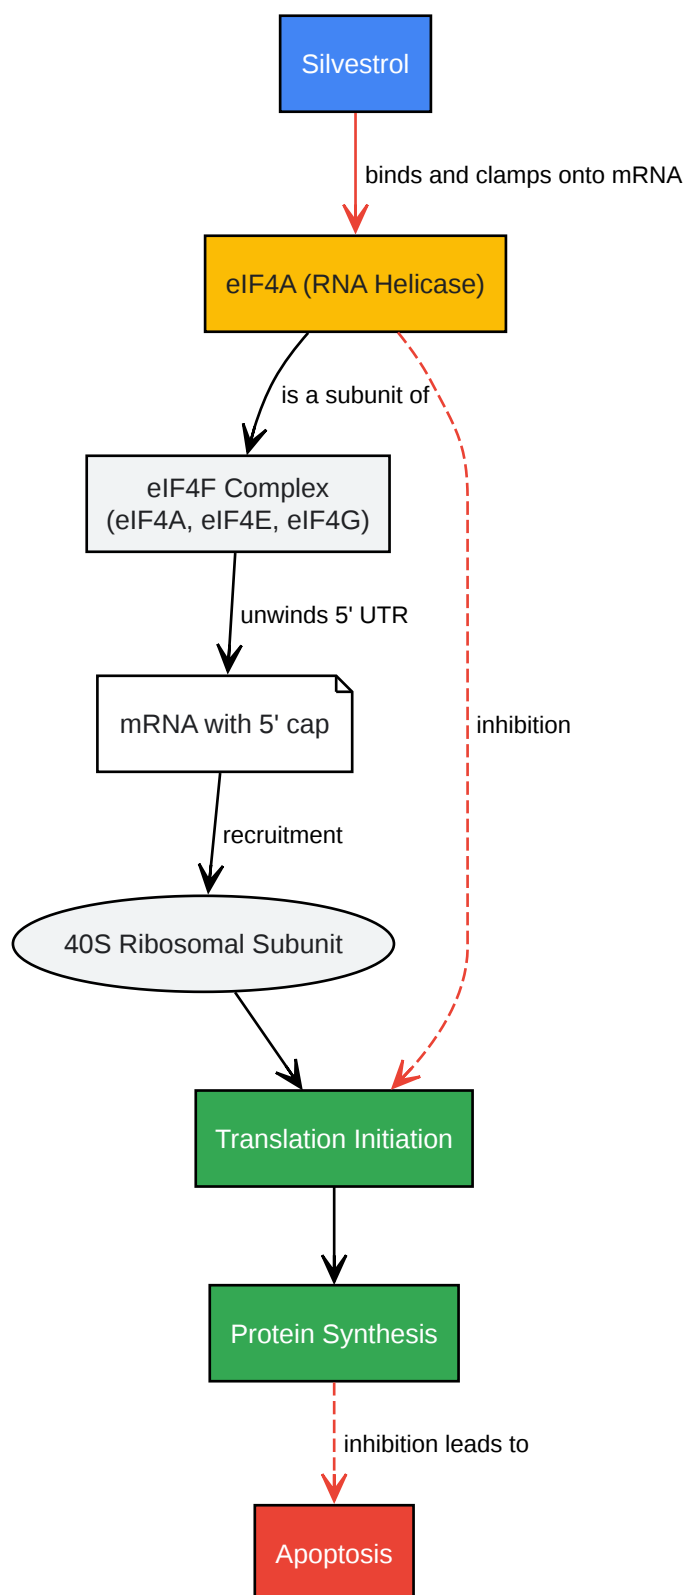 Silvestrol
binds and clamps onto mRNA
eIF4A (RNA Helicase)
is a subunit of
eIF4F Complex
(eIF4A, eIF4E, eIF4G)
unwinds 5' UTR
mRNA with 5' cap
inhibition
recruitment
40S Ribosomal Subunit
Translation Initiation
Protein Synthesis
inhibition leads to
Apoptosis